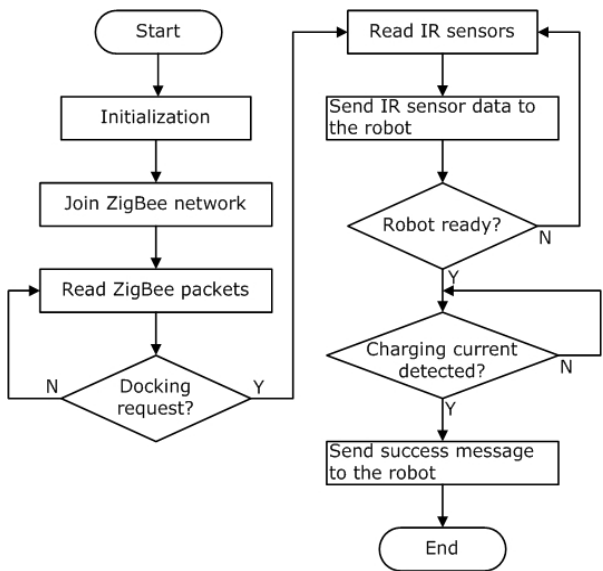 Start
Initialization
Join ZigBee network
Read ZigBee packets
Docking
request?
N
Y
Read IR sensors
Send IR sensor data to
the robot
Robot ready?
N
Y
Charging current
detected?
N
Y
Send success message
to the robot
End